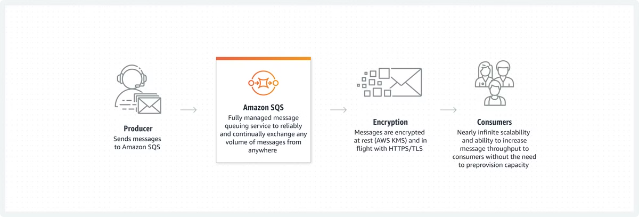 Producer
Sends messages
to Amazon SQS
Amazon SQS
Fully managed message
queuing service to reliably
and continually exchange any
volume of messages from
anywhere
Encryption
Messages are encrypted
at rest (AWS KMS) and in
flight with HTTPS/TLS
Consumers
Nearly infinite scalability
and ability to increase
message throughput to
consumers without the need
to preprovision capacity